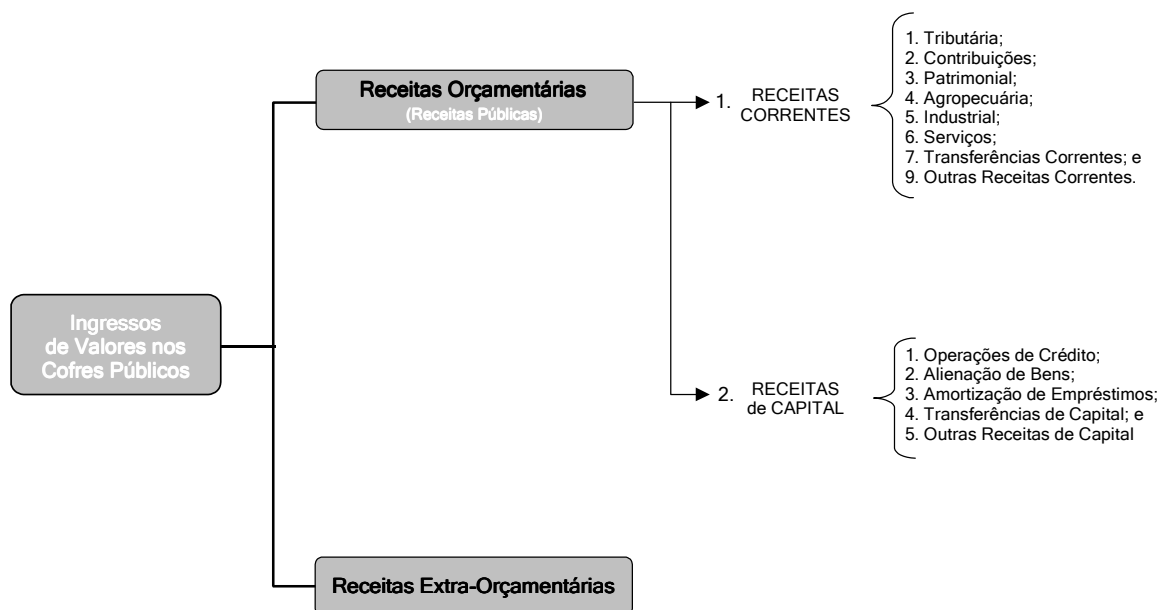 Ingressos
de Valores nos
Cofres Públicos
Receitas Orçamentárias
(Receitas Públicas)
1. RECEITAS
CORRENTES
1. Tributária;
2. Contribuições;
3. Patrimonial;
4. Agropecuária;
5. Industrial;
6. Serviços;
7. Transferências Correntes; e
9. Outras Receitas Correntes.
2. RECEITAS
de CAPITAL
1. Operações de Crédito;
2. Alienação de Bens;
3. Amortização de Empréstimos;
4. Transferências de Capital; e
5. Outras Receitas de Capital
Receitas Extra-Orçamentárias